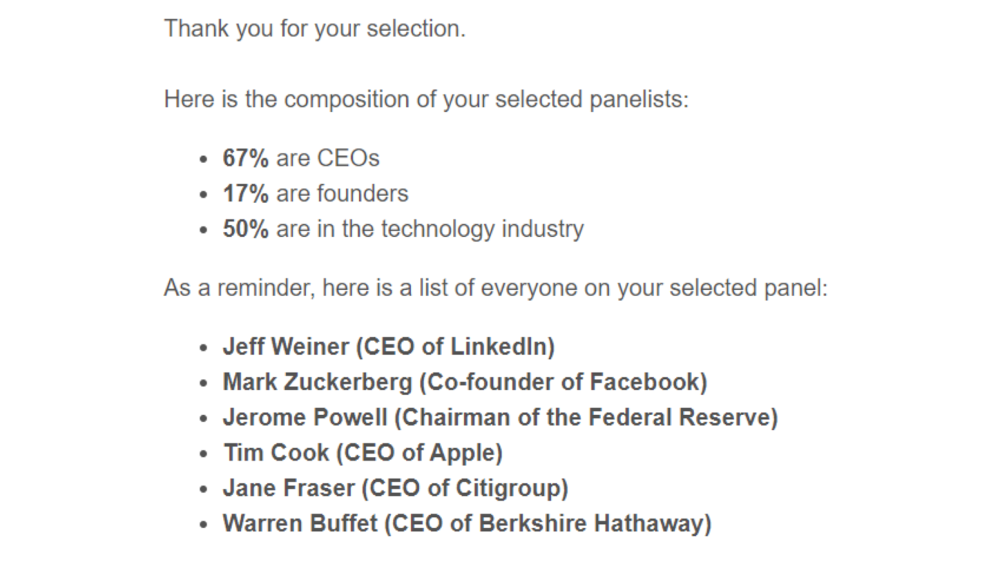 Thank you for your selection.
Here is the composition of your selected panelists:
• 67% are CEOs
• 17% are founders
• 50% are in the technology industry
As a reminder, here is a list of everyone on your selected panel:
• Jeff Weiner (CEO of LinkedIn)
• Mark Zuckerberg (Co-founder of Facebook)
• Jerome Powell (Chairman of the Federal Reserve)
• Tim Cook (CEO of Apple)
• Jane Fraser (CEO of Citigroup)
• Warren Buffet (CEO of Berkshire Hathaway)